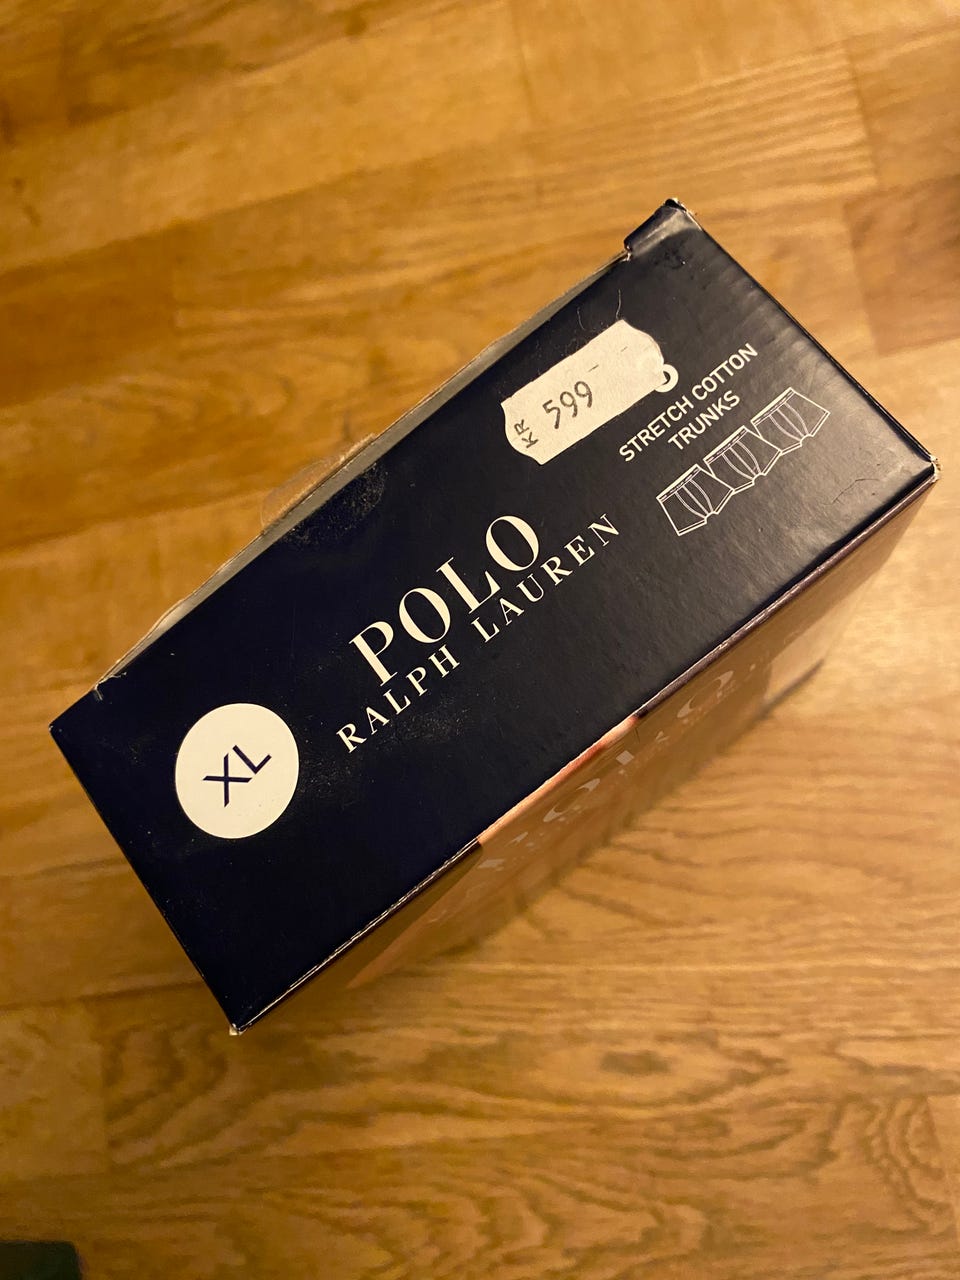 KR 599-
STRETCH COTTON
TRUNKS
POLO
RALPH LAUREN
XL